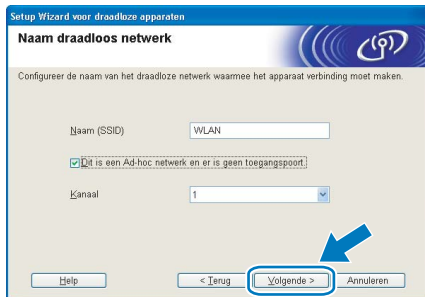 Setup Wizard voor draadloze apparaten
Naam draadloos netwerk
Configureer de naam van het draadloze netwerk waarmee het apparaat verbinding moet maken.
Naam (SSID) WLAN
Dit is een Ad-hoc netwerk en er is geen toegangspoort.
Kanaal 1
Help < Terug Volgende > Annuleren